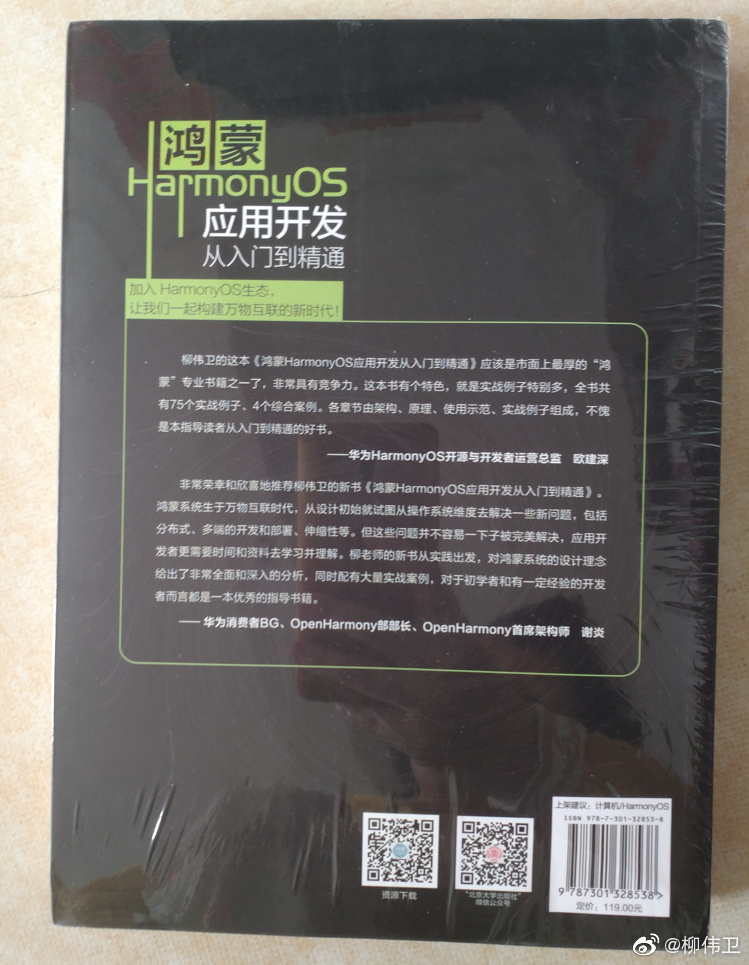 鸿蒙
HarmonyOS
应用开发
从入门到精通
加入 HarmonyOS生态，
让我们一起构建万物互联的新时代！
柳伟卫的这本《鸿蒙HarmonyOS应用开发从入门到精通》应该是市面上最厚的“鸿
蒙”专业书籍之一了，非常具有竞争力。这本书有个特色，就是实战例子特别多，全书共
有75个实战例子、4个综合案例。各章节由架构、原理、使用示范、实战例子组成，不愧
是本指导读者从入门到精通的好书。
——华为HarmonyOS开源与开发者运营总监 欧建深
非常荣幸和欣喜地推荐柳伟卫的新书《鸿蒙HarmonyOS应用开发从入门到精通》。
鸿蒙系统生于万物互联时代，从设计初始就试图从操作系统维度去解决一些新问题，包括
分布式、多端的开发和部署、伸缩性等。但这些问题并不容易一下子被完美解决，应用开
发者更需要时间和资料去学习并理解。柳老师的新书从实践出发，对鸿蒙系统的设计理念
给出了非常全面和深入的分析，同时配有大量实战案例，对于初学者和有一定经验的开发
者而言都是一本优秀的指导书籍。
—— 华为消费者BG、OpenHarmony部部长、OpenHarmony首席架构师 谢炎
资源下载
“北京大学出版社”
微信公众号
上架建议：计算机/HarmonyOS
ISBN 978-7-301-32853-8
9 787301 328538>
定价：119.00元
@柳伟卫